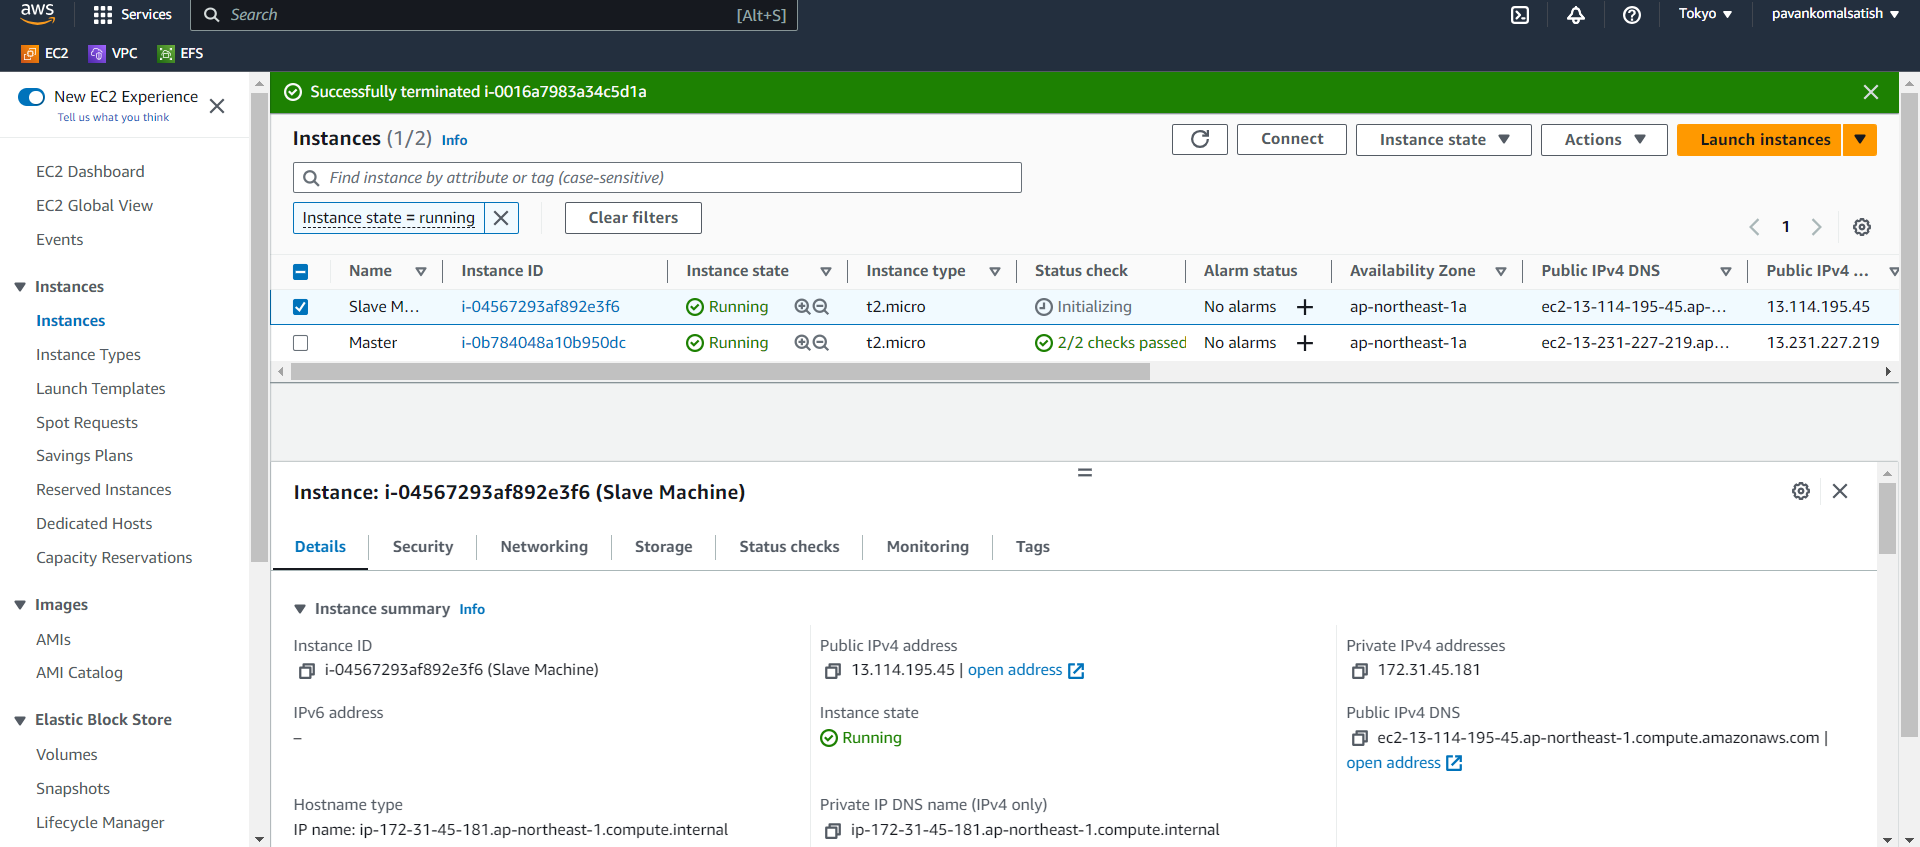 aws
Services
Search [Alt+S]
Tokyo ▼
pavankomalsatish ▼
EC2
VPC
EFS
New EC2 Experience
Tell us what you think
EC2 Dashboard
EC2 Global View
Events
Instances
Instances
Instance Types
Launch Templates
Spot Requests
Savings Plans
Reserved Instances
Dedicated Hosts
Capacity Reservations
Images
AMIs
AMI Catalog
Elastic Block Store
Volumes
Snapshots
Lifecycle Manager
Successfully terminated i-0016a7983a34c5d1a
Instances (1/2) Info
Connect
Instance state
Actions
Launch instances
Find instance by attribute or tag (case-sensitive)
Instance state = running
Clear filters
1
Name Instance ID Instance state Instance type Status check Alarm status Availability Zone Public IPv4 DNS Public IPv4 ...
Slave M... i-04567293af892e3f6 Running t2.micro Initializing No alarms + ap-northeast-1a ec2-13-114-195-45.ap-... 13.114.195.45
Master i-0b784048a10b950dc Running t2.micro 2/2 checks passed No alarms + ap-northeast-1a ec2-13-231-227-219.ap... 13.231.227.219
Instance: i-04567293af892e3f6 (Slave Machine)
Details Security Networking Storage Status checks Monitoring Tags
Instance summary Info
Instance ID
i-04567293af892e3f6 (Slave Machine)
Public IPv4 address
13.114.195.45 | open address
Private IPv4 addresses
172.31.45.181
IPv6 address
–
Instance state
Running
Public IPv4 DNS
ec2-13-114-195-45.ap-northeast-1.compute.amazonaws.com |
open address
Hostname type
IP name: ip-172-31-45-181.ap-northeast-1.compute.internal
Private IP DNS name (IPv4 only)
ip-172-31-45-181.ap-northeast-1.compute.internal